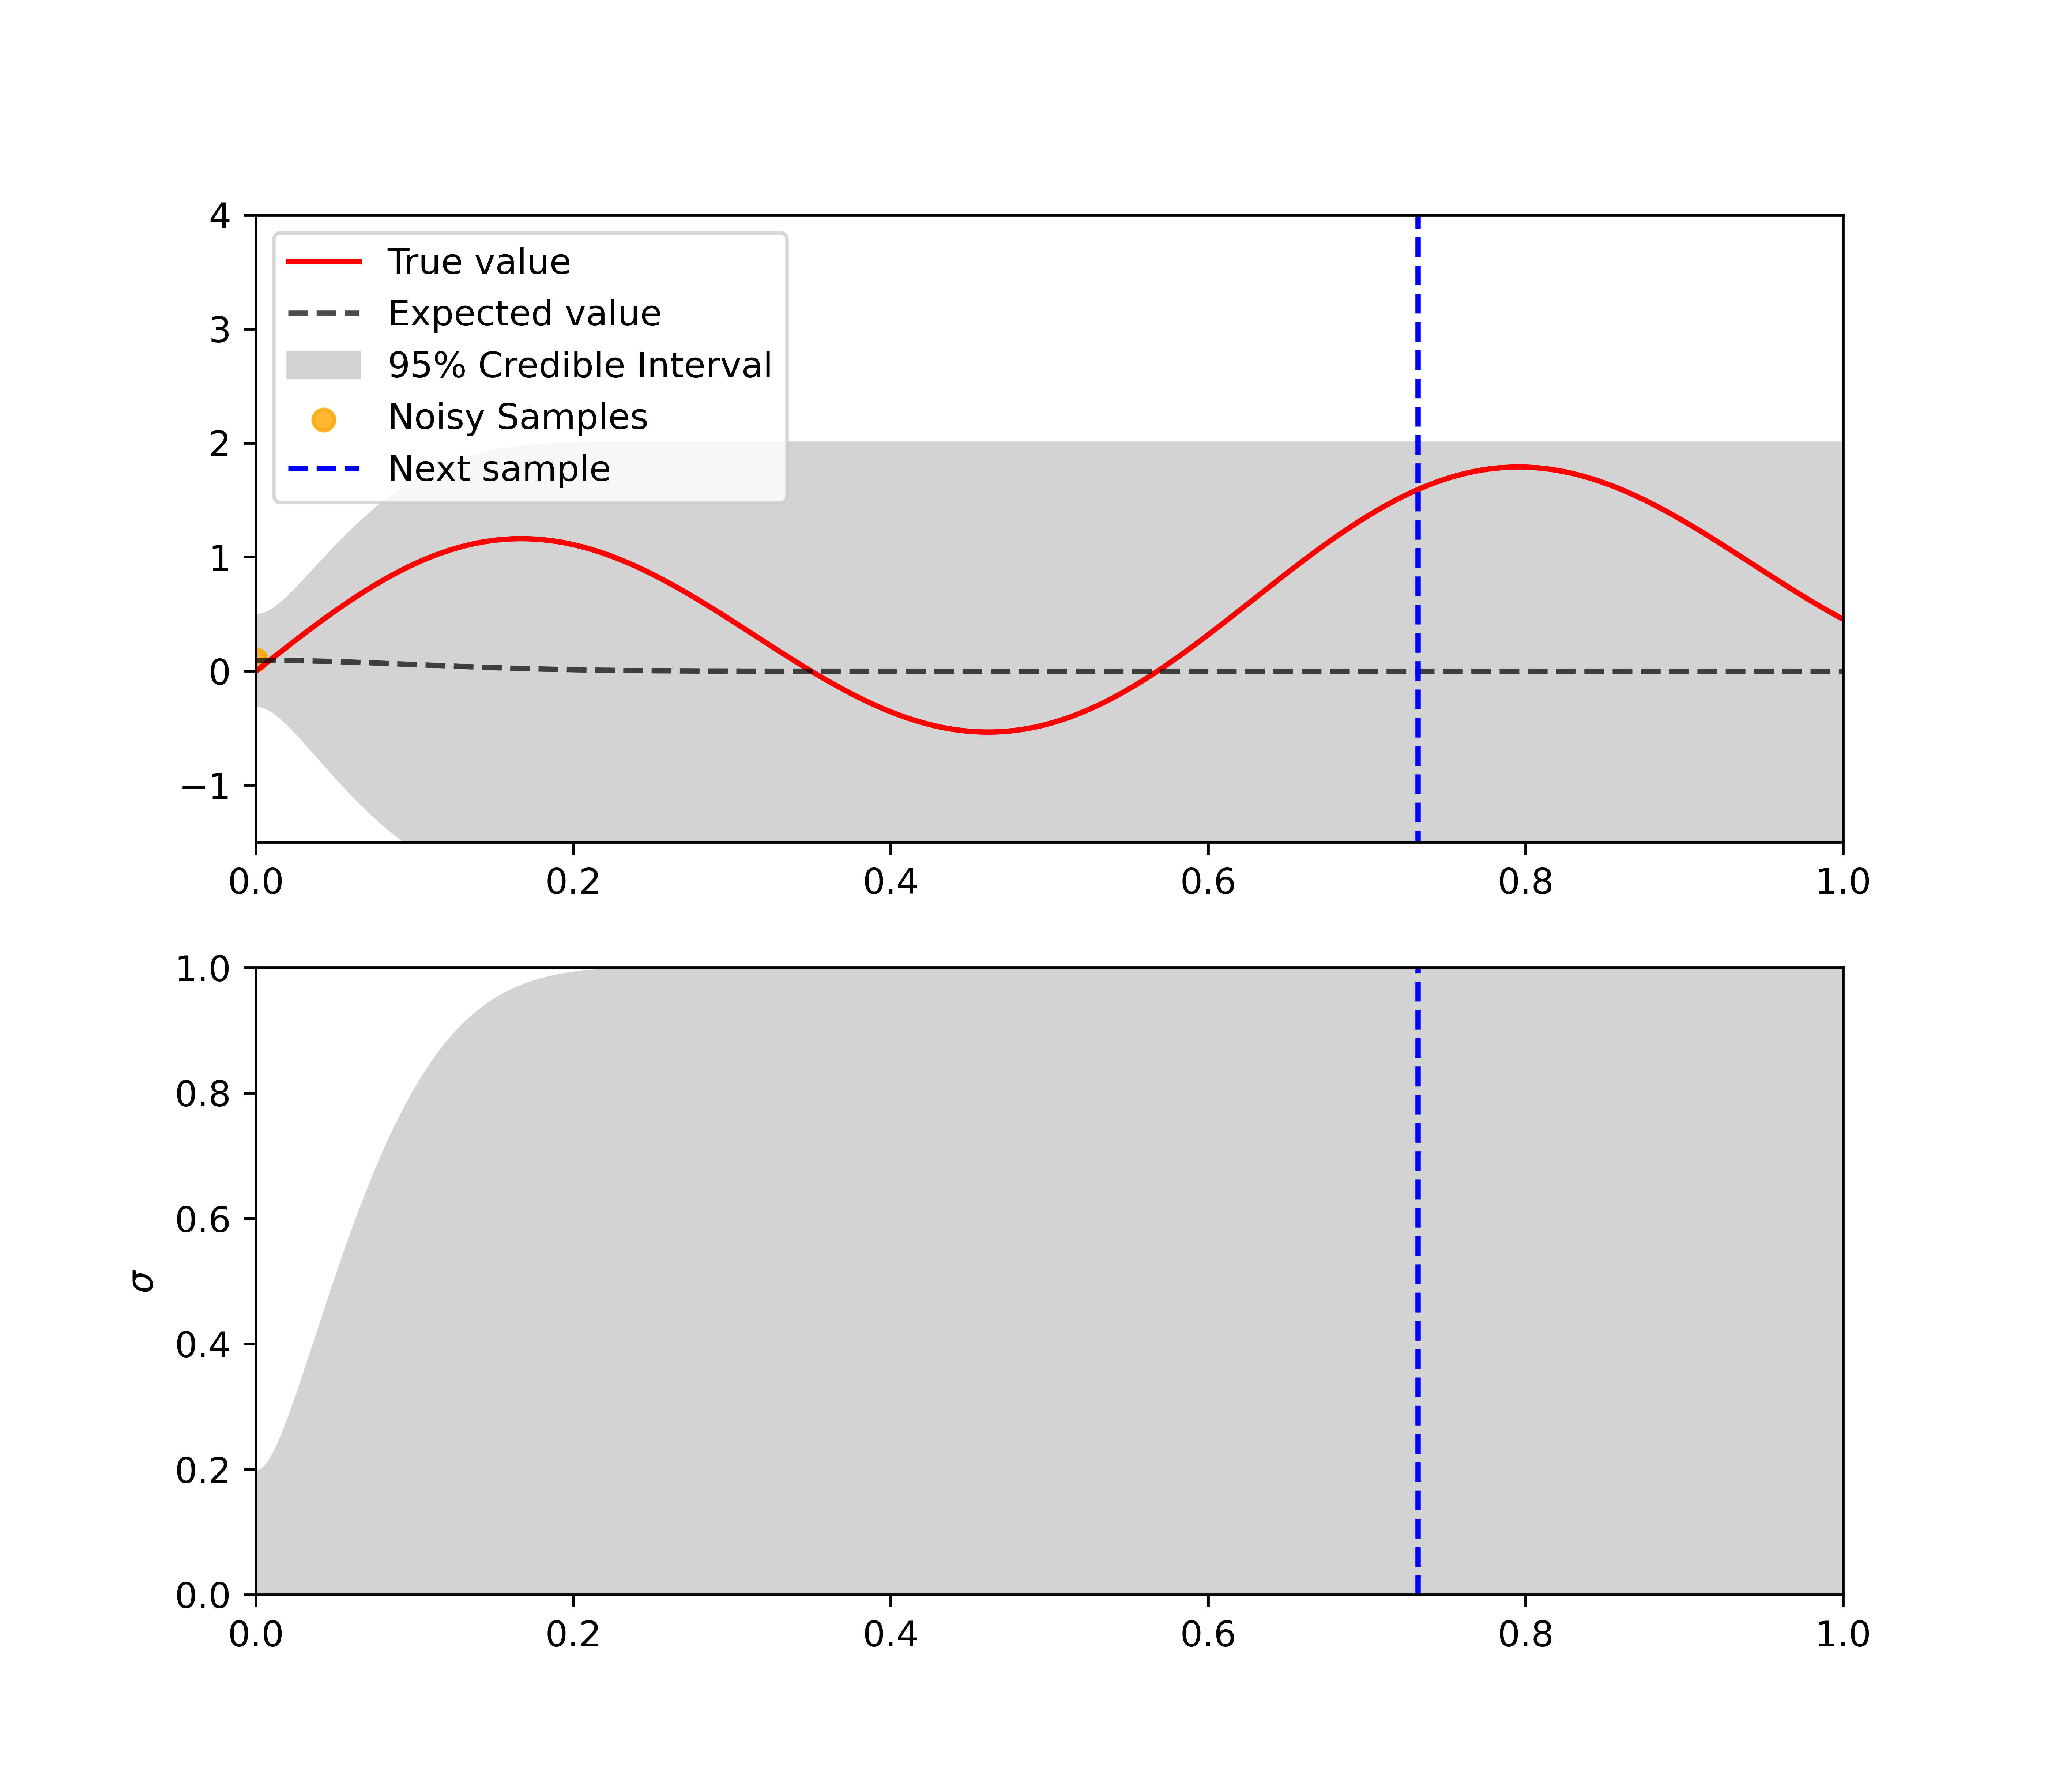 4
3
2
1
0
−1
True value
Expected value
95% Credible Interval
Noisy Samples
Next sample
0.0 0.2 0.4 0.6 0.8 1.0
1.0
0.8
0.6
0.4
0.2
0.0
σ
0.0 0.2 0.4 0.6 0.8 1.0